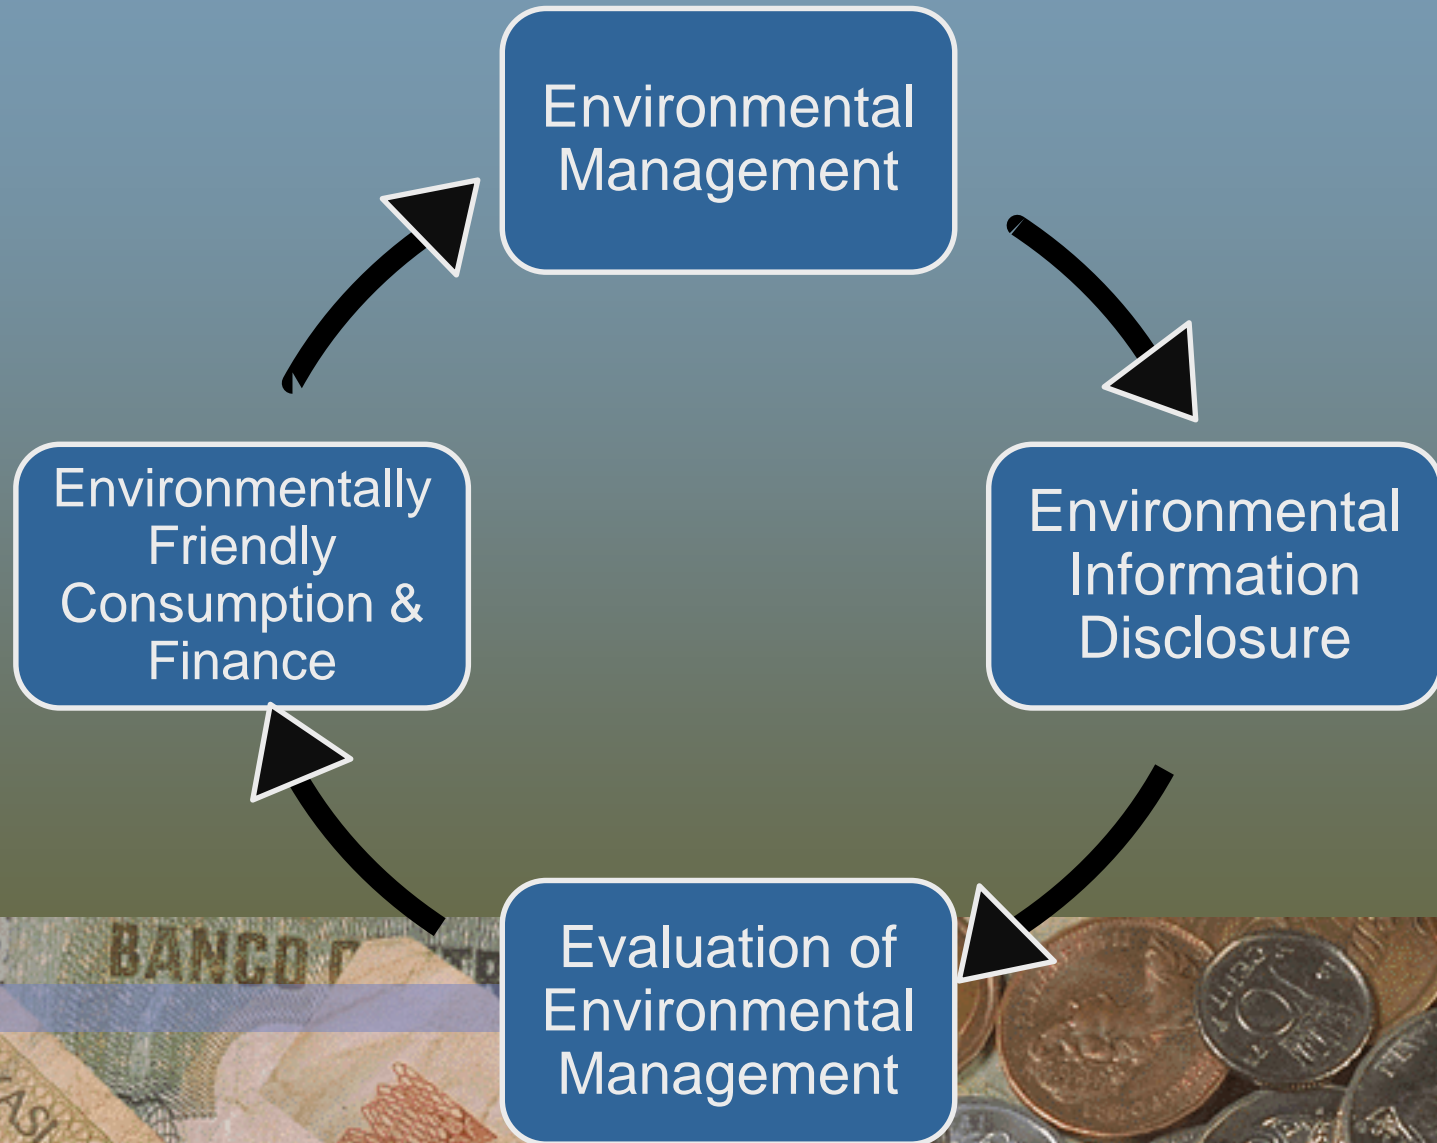 Environmental
Management
Environmental
Information
Disclosure
Evaluation of
Environmental
Management
Environmentally
Friendly
Consumption &
Finance
BANCO